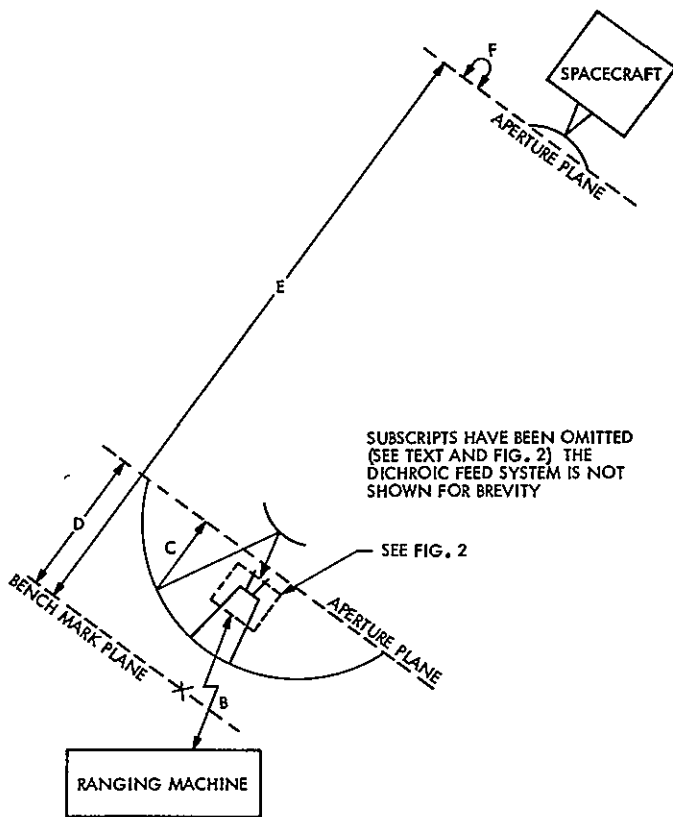 F
SPACECRAFT
APERTURE PLANE
E
SUBSCRIPTS HAVE BEEN OMITTED
(SEE TEXT AND FIG. 2) THE
DICHROIC FEED SYSTEM IS NOT
SHOWN FOR BREVITY
D
C
SEE FIG. 2
BENCH MARK PLANE
APERTURE PLANE
B
RANGING MACHINE